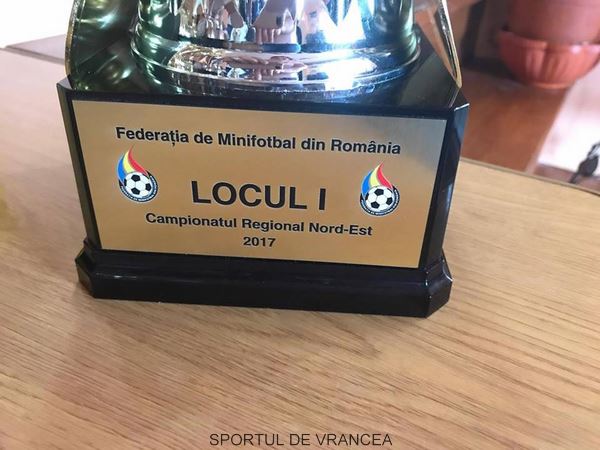 Federația de Minifotbal din România
LOCUL I
Campionatul Regional Nord-Est
2017
SPORTUL DE VRANCEA